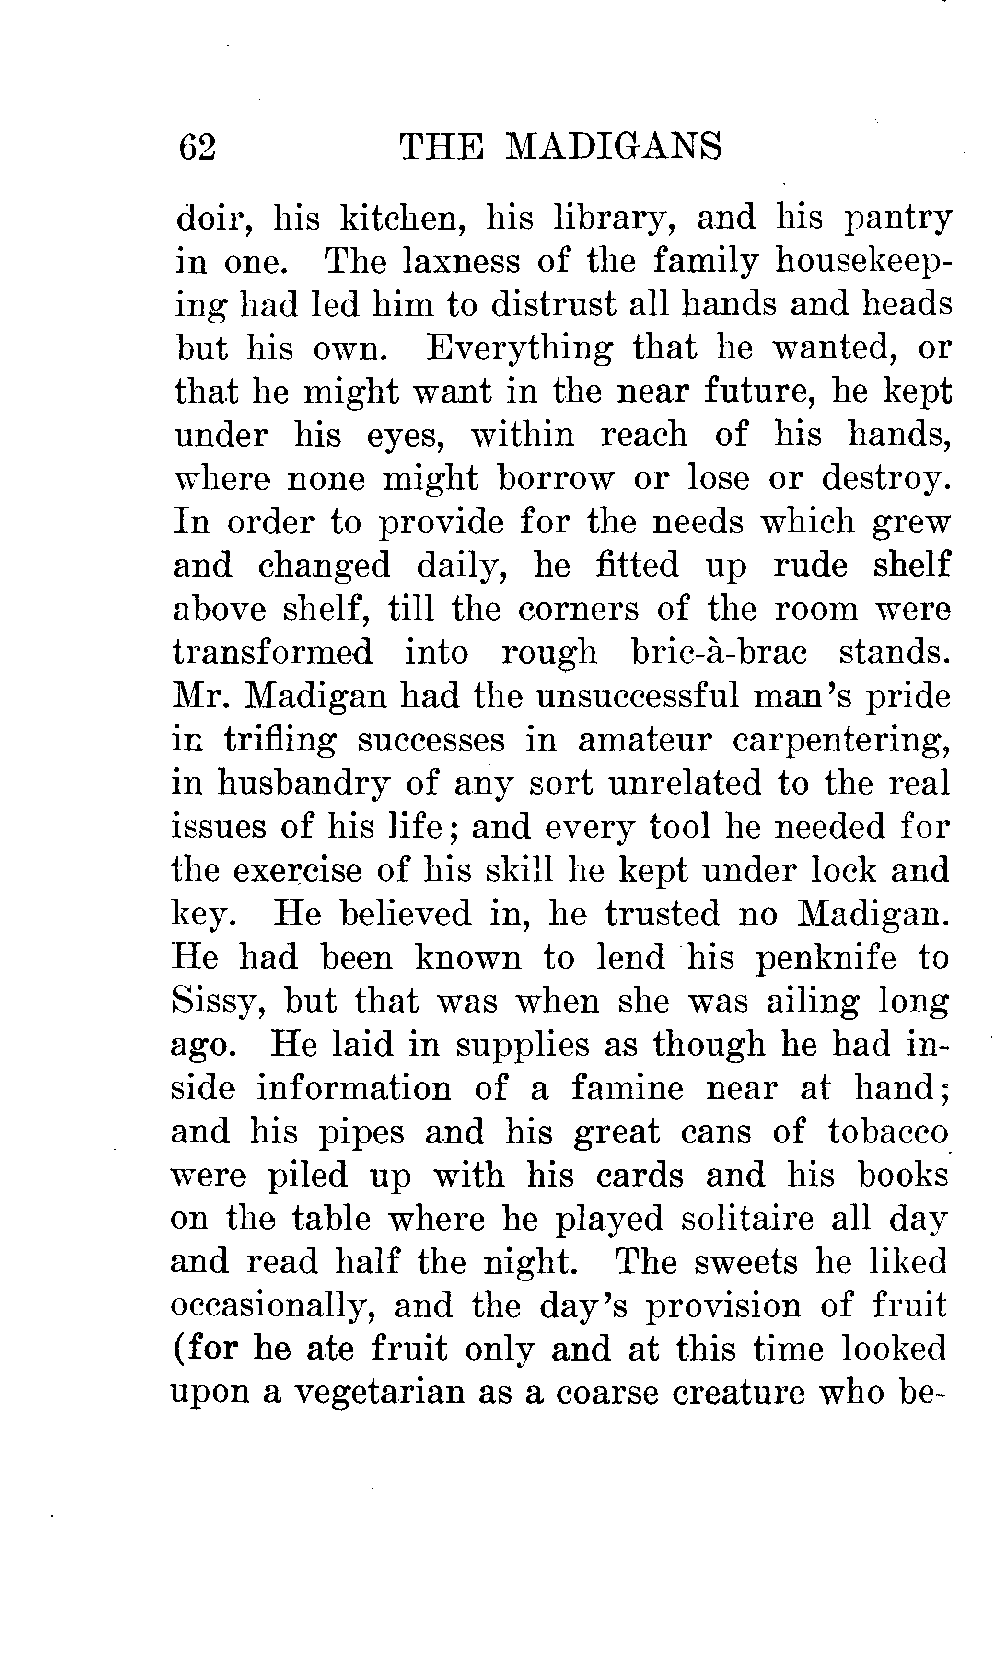 62 THE MADIGANS
doir, his kitchen, his library, and his pantry
in one. The laxness of the family housekeep-
ing had led him to distrust all hands and heads
but his own. Everything that he wanted, or
that he might want in the near future, he kept
under his eyes, within reach of his hands,
where none might borrow or lose or destroy.
In order to provide for the needs which grew
and changed daily, he fitted up rude shelf
above shelf, till the corners of the room were
transformed into rough bric-à-brac stands.
Mr. Madigan had the unsuccessful man's pride
in trifling successes in amateur carpentering,
in husbandry of any sort unrelated to the real
issues of his life; and every tool he needed for
the exercise of his skill he kept under lock and
key. He believed in, he trusted no Madigan.
He had been known to lend his penknife to
Sissy, but that was when she was ailing long
ago. He laid in supplies as though he had in-
side information of a famine near at hand;
and his pipes and his great cans of tobacco
were piled up with his cards and his books
on the table where he played solitaire all day
and read half the night. The sweets he liked
occasionally, and the day's provision of fruit
(for he ate fruit only and at this time looked
upon a vegetarian as a coarse creature who be-